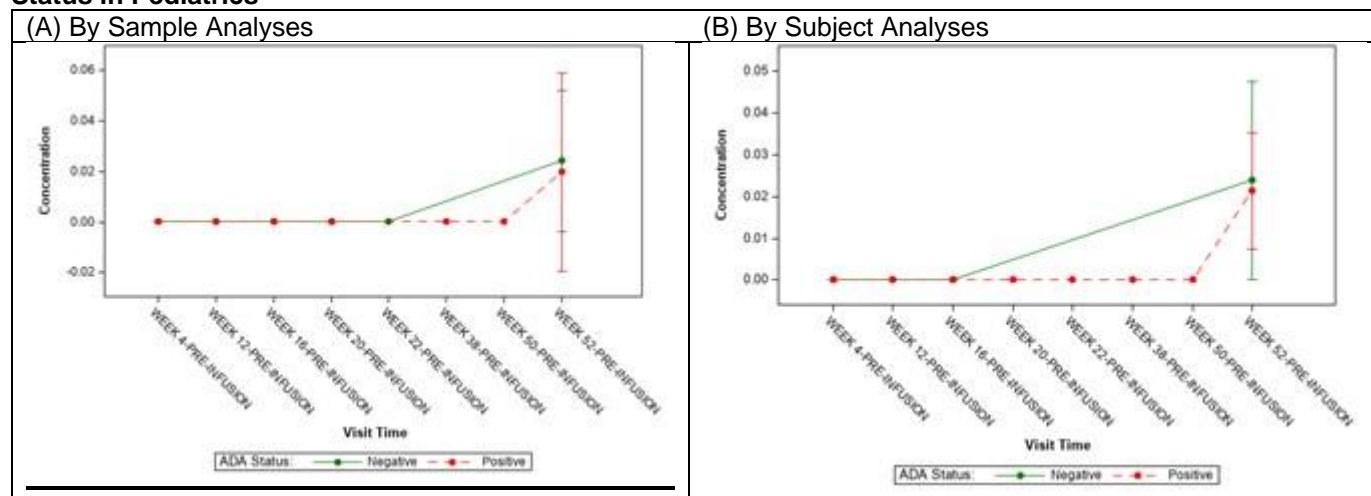 Status in Pediatrics
(A) By Sample Analyses
(B) By Subject Analyses
0.06
0.04
0.02
0.00
-0.02
Concentration
WEEK 4-PRE-INFUSION
WEEK 12-PRE-INFUSION
WEEK 16-PRE-INFUSION
WEEK 20-PRE-INFUSION
WEEK 22-PRE-INFUSION
WEEK 38-PRE-INFUSION
WEEK 50-PRE-INFUSION
WEEK 52-PRE-INFUSION
Visit Time
ADA Status: Negative Positive
0.05
0.04
0.03
0.02
0.01
0.00
Concentration
WEEK 4-PRE-INFUSION
WEEK 12-PRE-INFUSION
WEEK 16-PRE-INFUSION
WEEK 20-PRE-INFUSION
WEEK 22-PRE-INFUSION
WEEK 38-PRE-INFUSION
WEEK 50-PRE-INFUSION
WEEK 52-PRE-INFUSION
Visit Time
ADA Status: Negative Positive